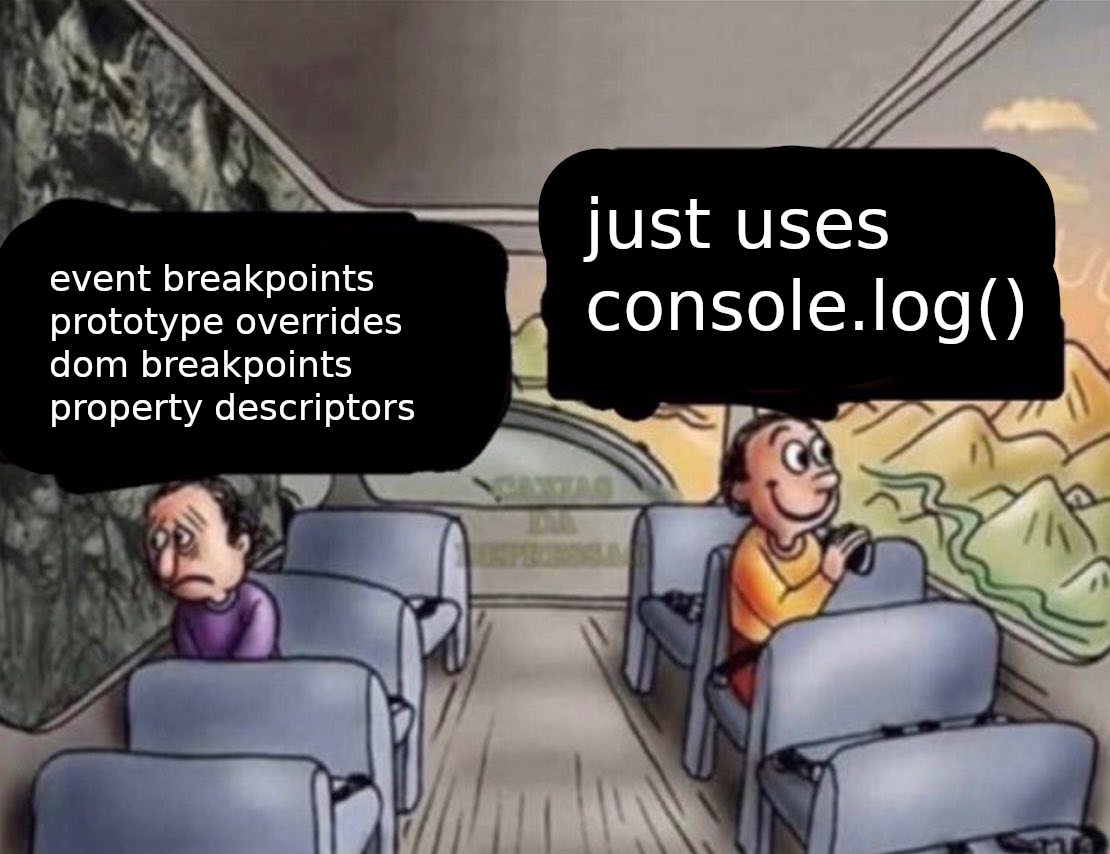 event breakpoints
prototype overrides
dom breakpoints
property descriptors
just uses
console.log()